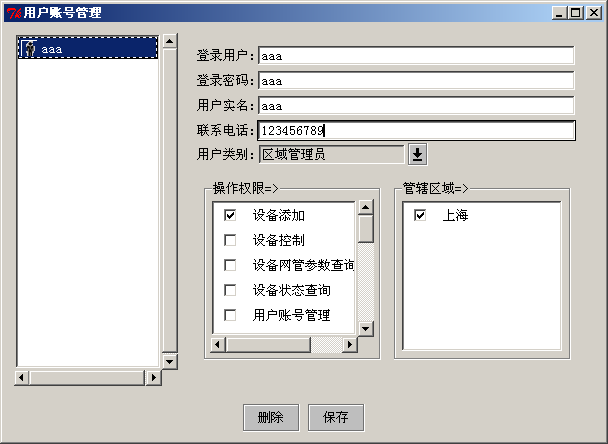 用户账号管理
aaa
登录用户: aaa
登录密码: aaa
用户实名: aaa
联系电话: 123456789
用户类别: 区域管理员
操作权限=>
设备添加
设备控制
设备网管参数查询
设备状态查询
用户账号管理
管辖区域=>
上海
删除 保存